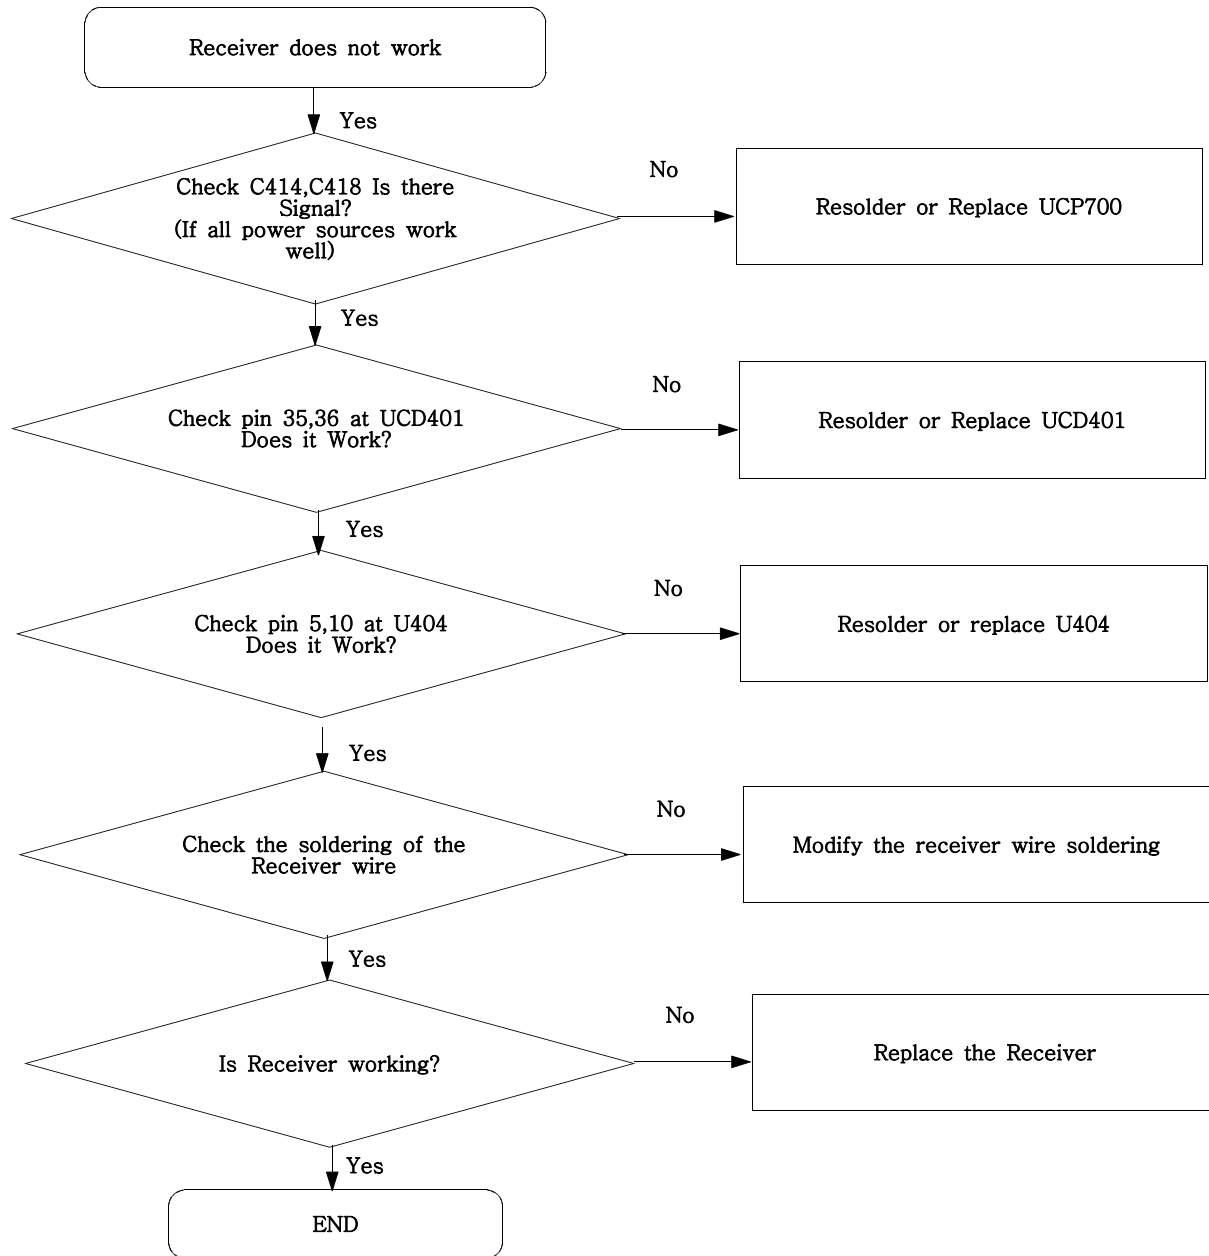 Receiver does not work
Yes
Check C414,C418 Is there
Signal?
(If all power sources work
well)
No
Resolder or Replace UCP700
Yes
Check pin 35,36 at UCD401
Does it Work?
No
Resolder or Replace UCD401
Yes
Check pin 5,10 at U404
Does it Work?
No
Resolder or replace U404
Yes
Check the soldering of the
Receiver wire
No
Modify the receiver wire soldering
Yes
Is Receiver working?
No
Replace the Receiver
Yes
END